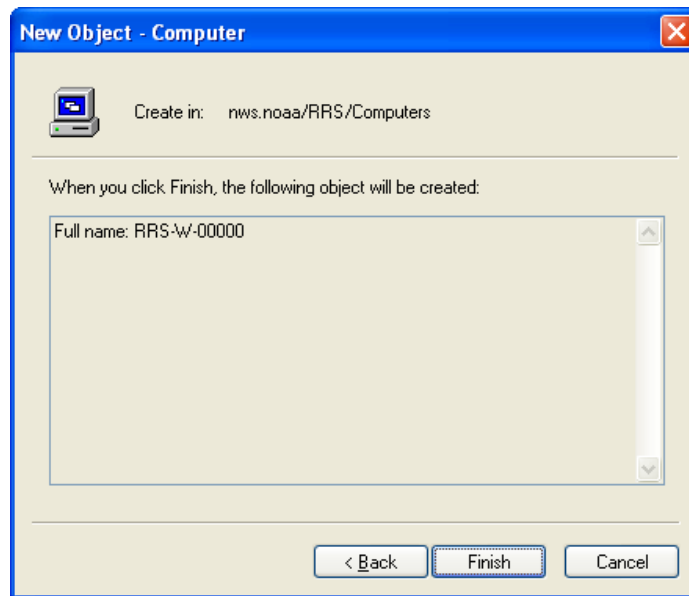 New Object - Computer
Create in: nws.noaa/RRS/Computers
When you click Finish, the following object will be created:
Full name: RRS-W-00000
< Back Finish Cancel